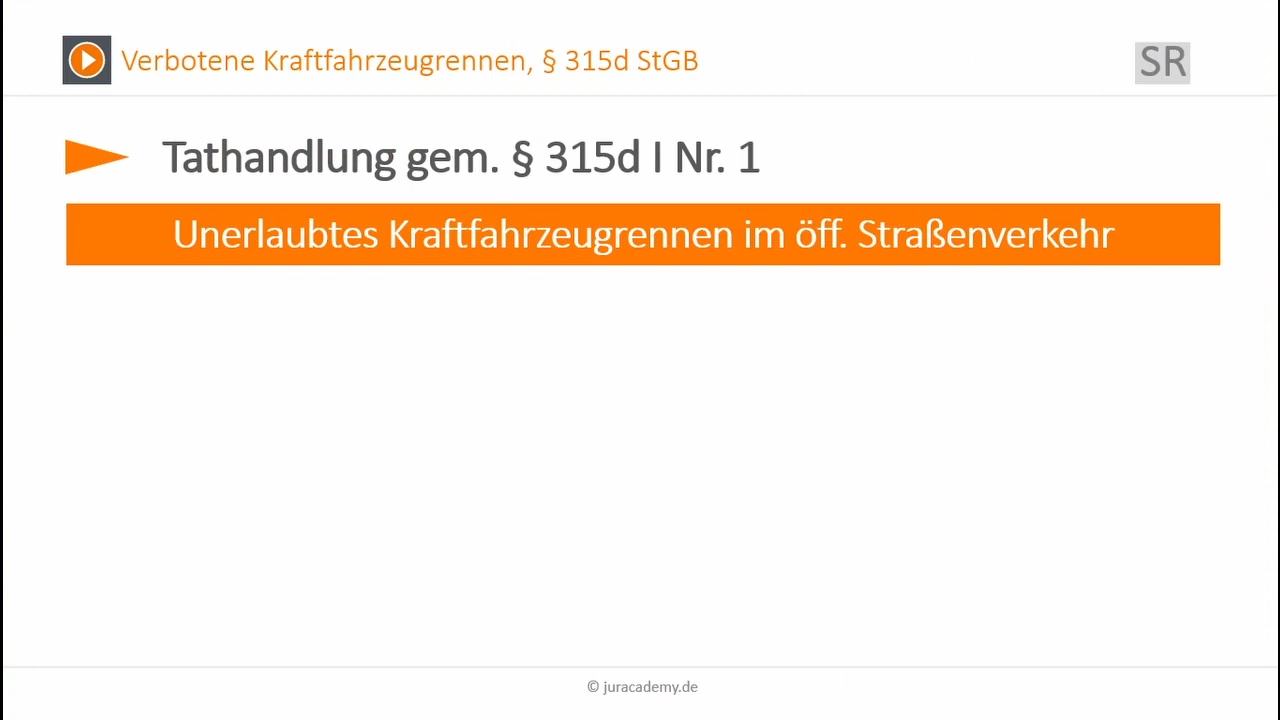 Verbotene Kraftfahrzeugrennen, § 315d StGB
SR
Tathandlung gem. § 315d I Nr. 1
Unerlaubtes Kraftfahrzeugrennen im öff. Straßenverkehr
© juracademy.de